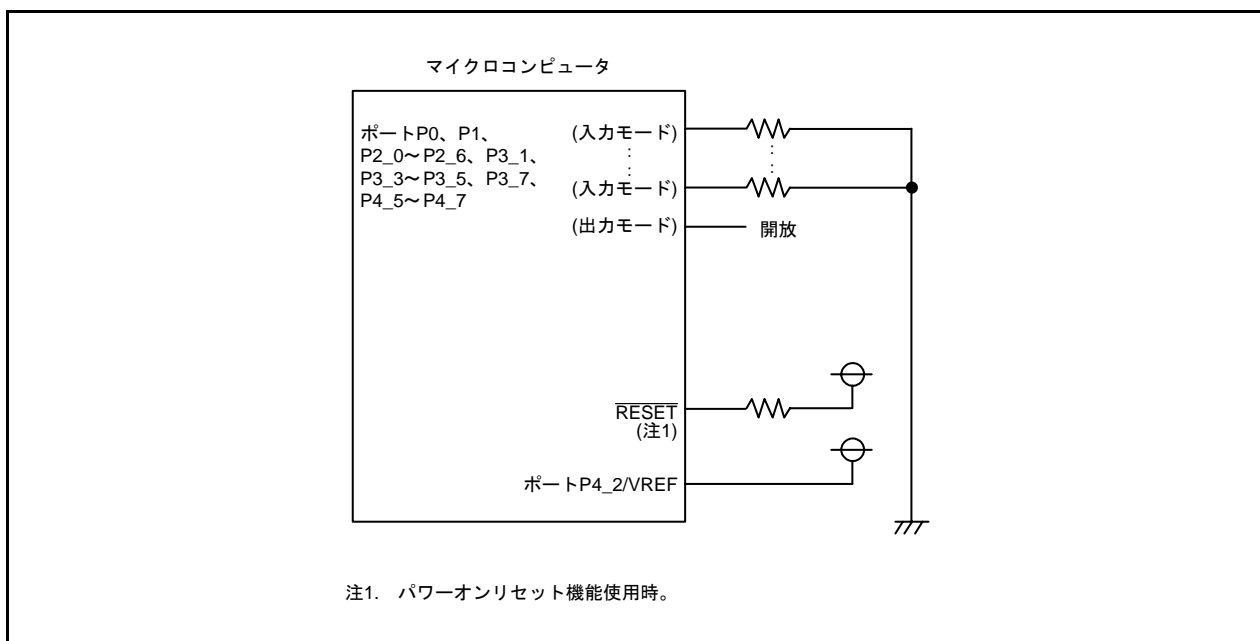 マイクロコンピュータ
ポートP0、P1、
P2_0～P2_6、P3_1、
P3_3～P3_5、P3_7、
P4_5～P4_7
(入力モード)
(入力モード)
(出力モード)
開放
RESET
(注1)
ポートP4_2/VREF
注1. パワーオンリセット機能使用時。